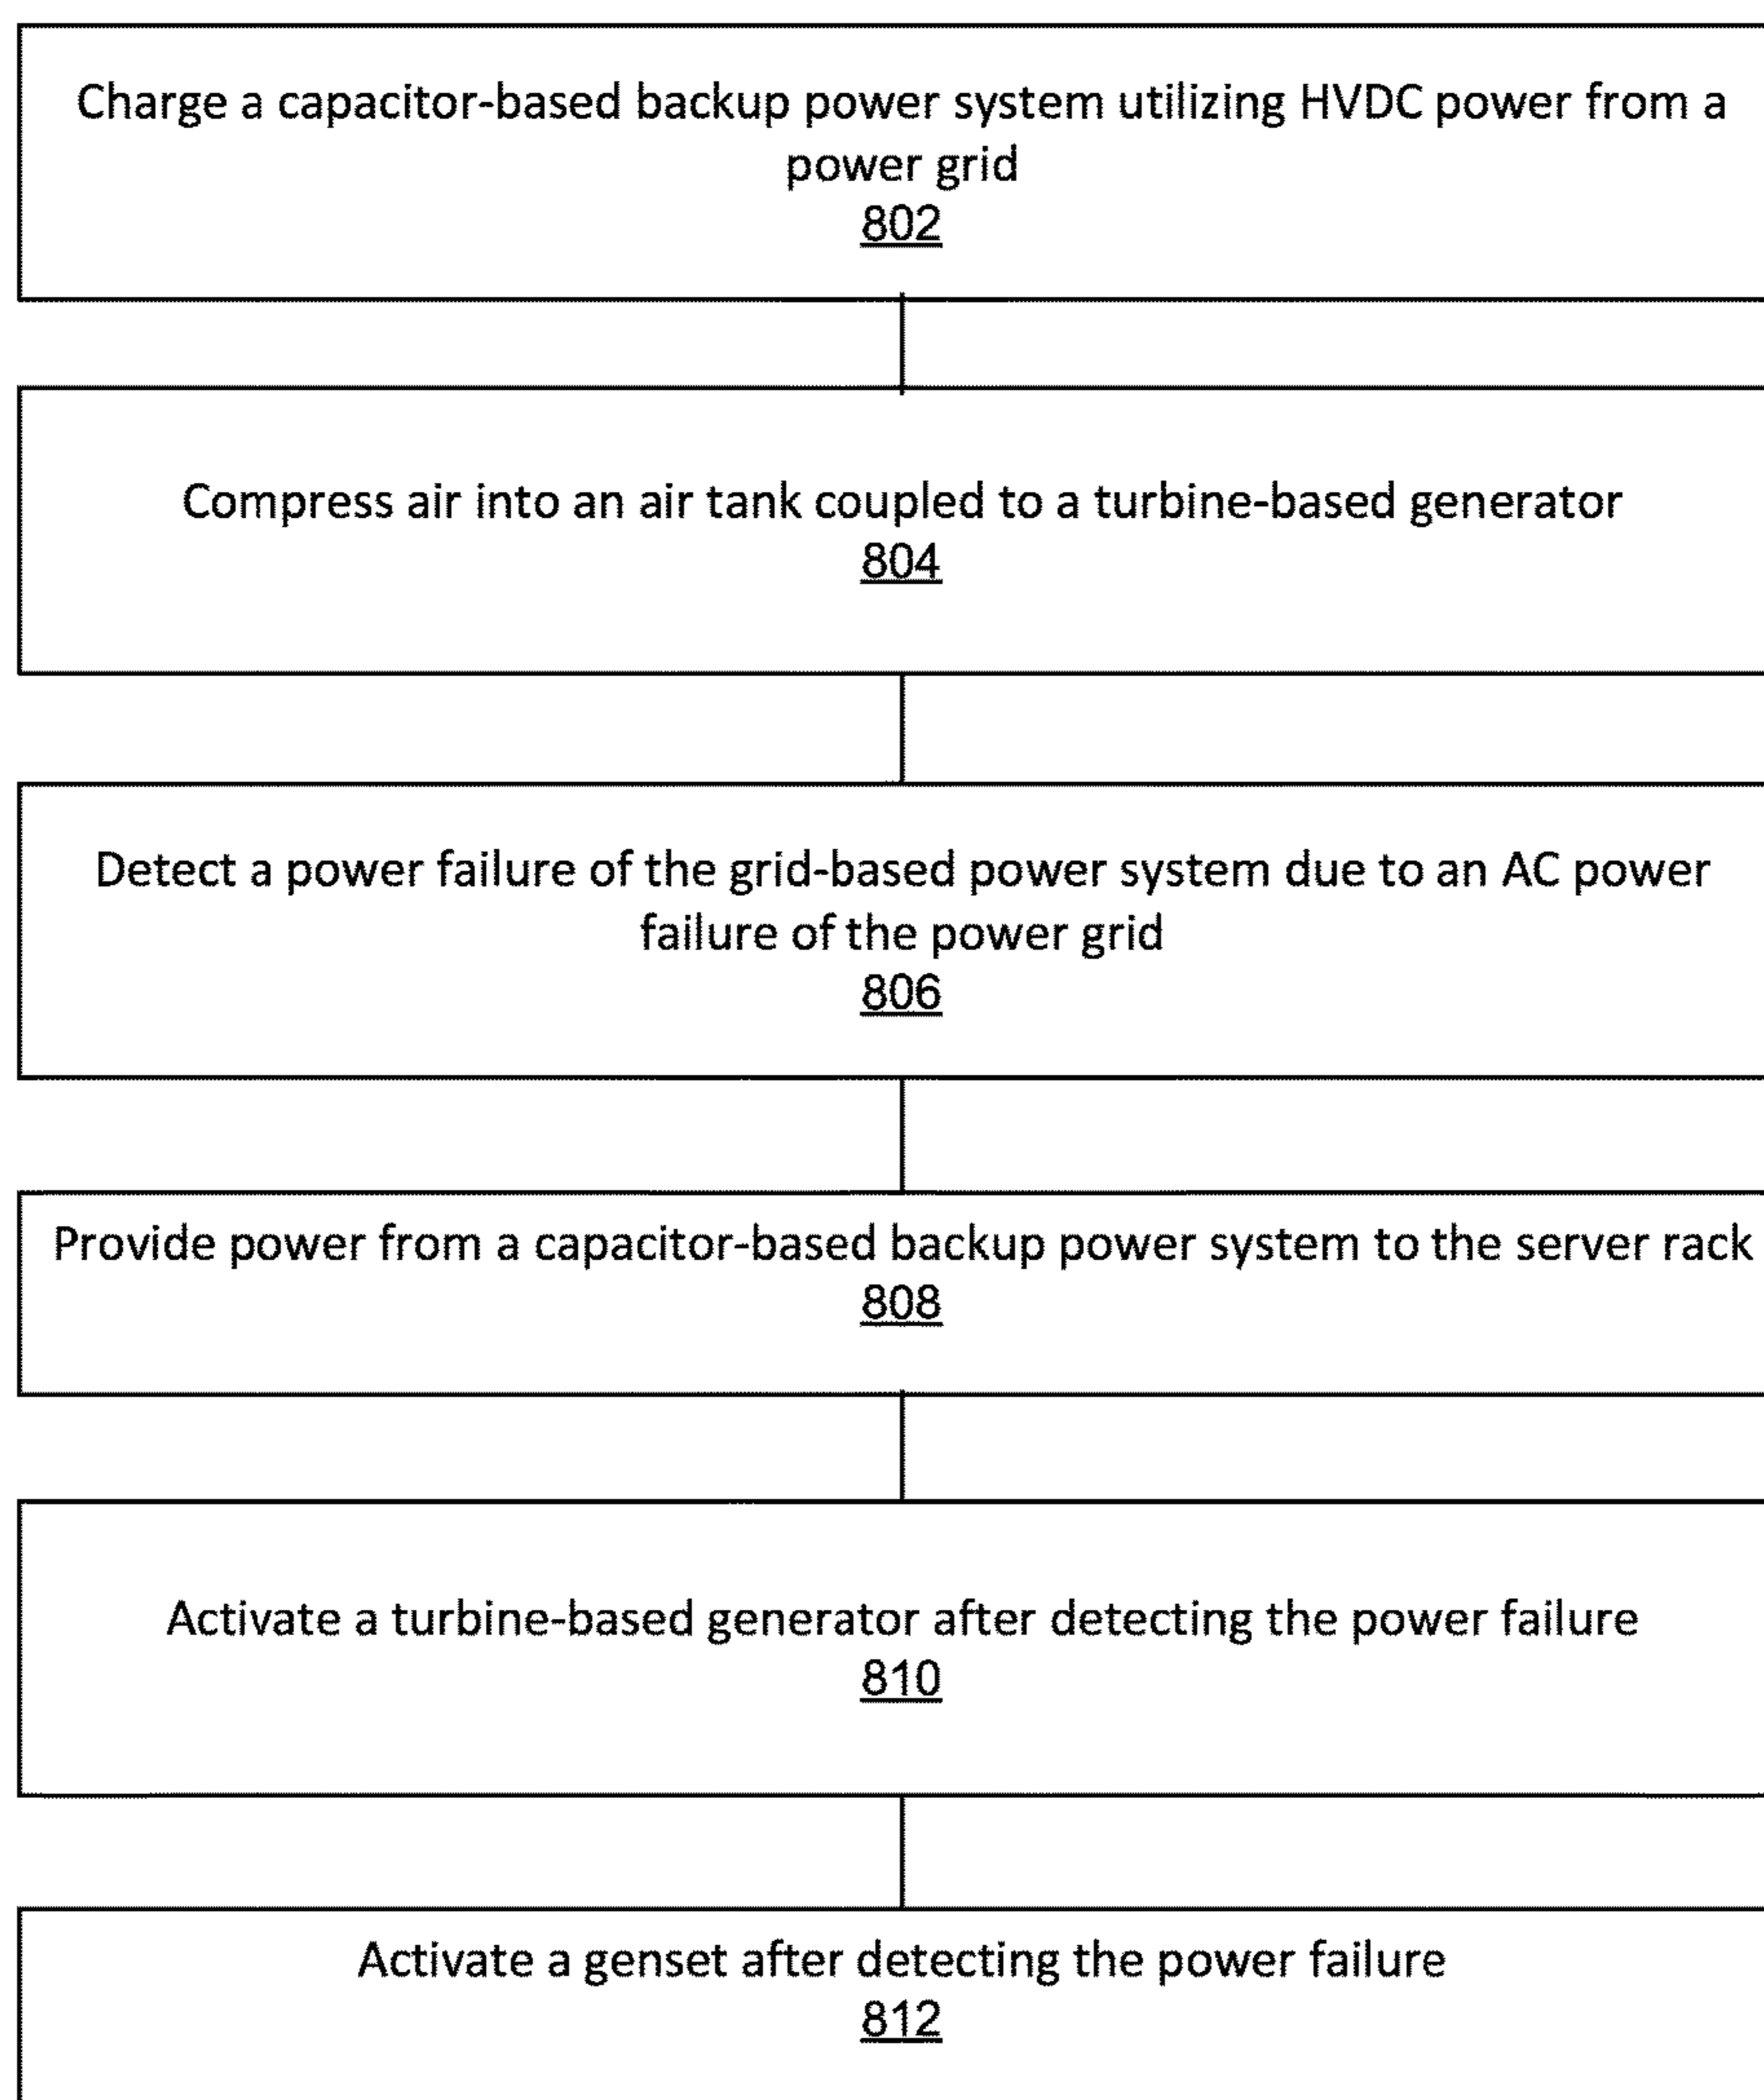 Charge a capacitor-based backup power system utilizing HVDC power from a
power grid
802
Compress air into an air tank coupled to a turbine-based generator
804
Detect a power failure of the grid-based power system due to an AC power
failure of the power grid
806
Provide power from a capacitor-based backup power system to the server rack
808
Activate a turbine-based generator after detecting the power failure
810
Activate a genset after detecting the power failure
812